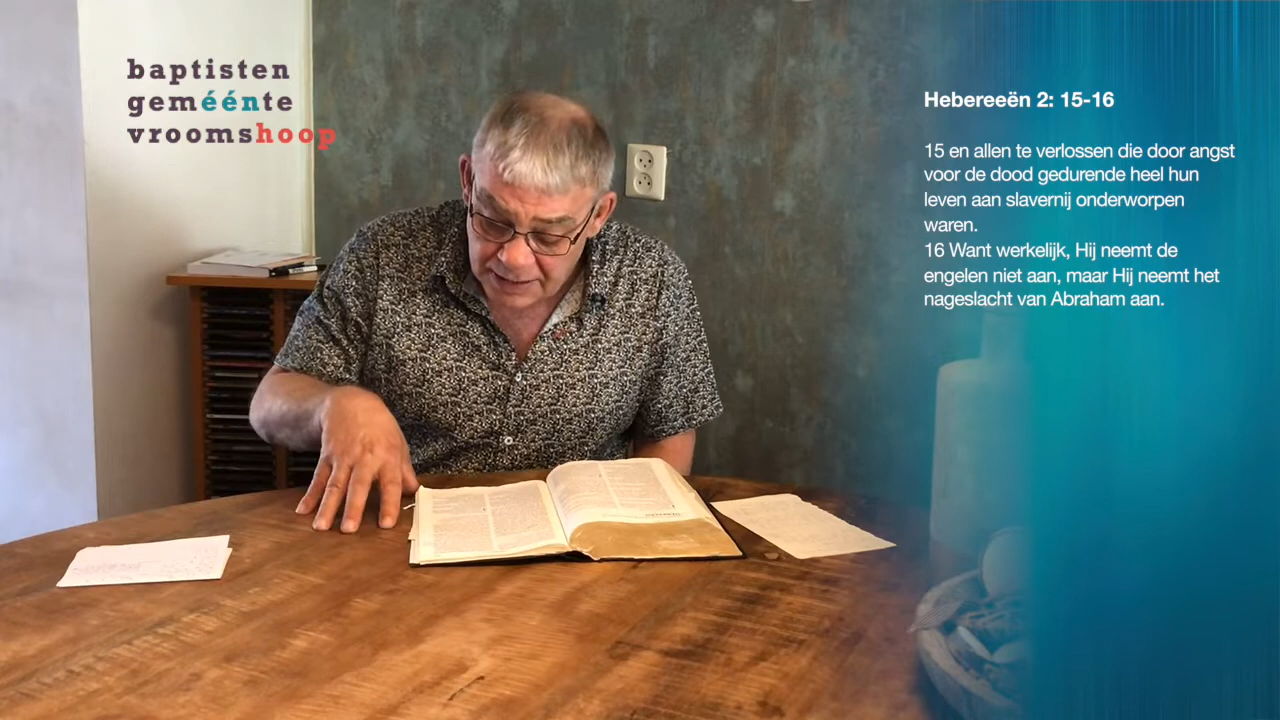 baptisten
gemééнte
vroomshoop
Hebereeën 2: 15-16
15 en allen te verlossen die door angst
voor de dood gedurende heel hun
leven aan slavernij onderworpen
waren.
16 Want werkelijk, Hij neemt de
engelen niet aan, maar Hij neemt het
nageslacht van Abraham aan.